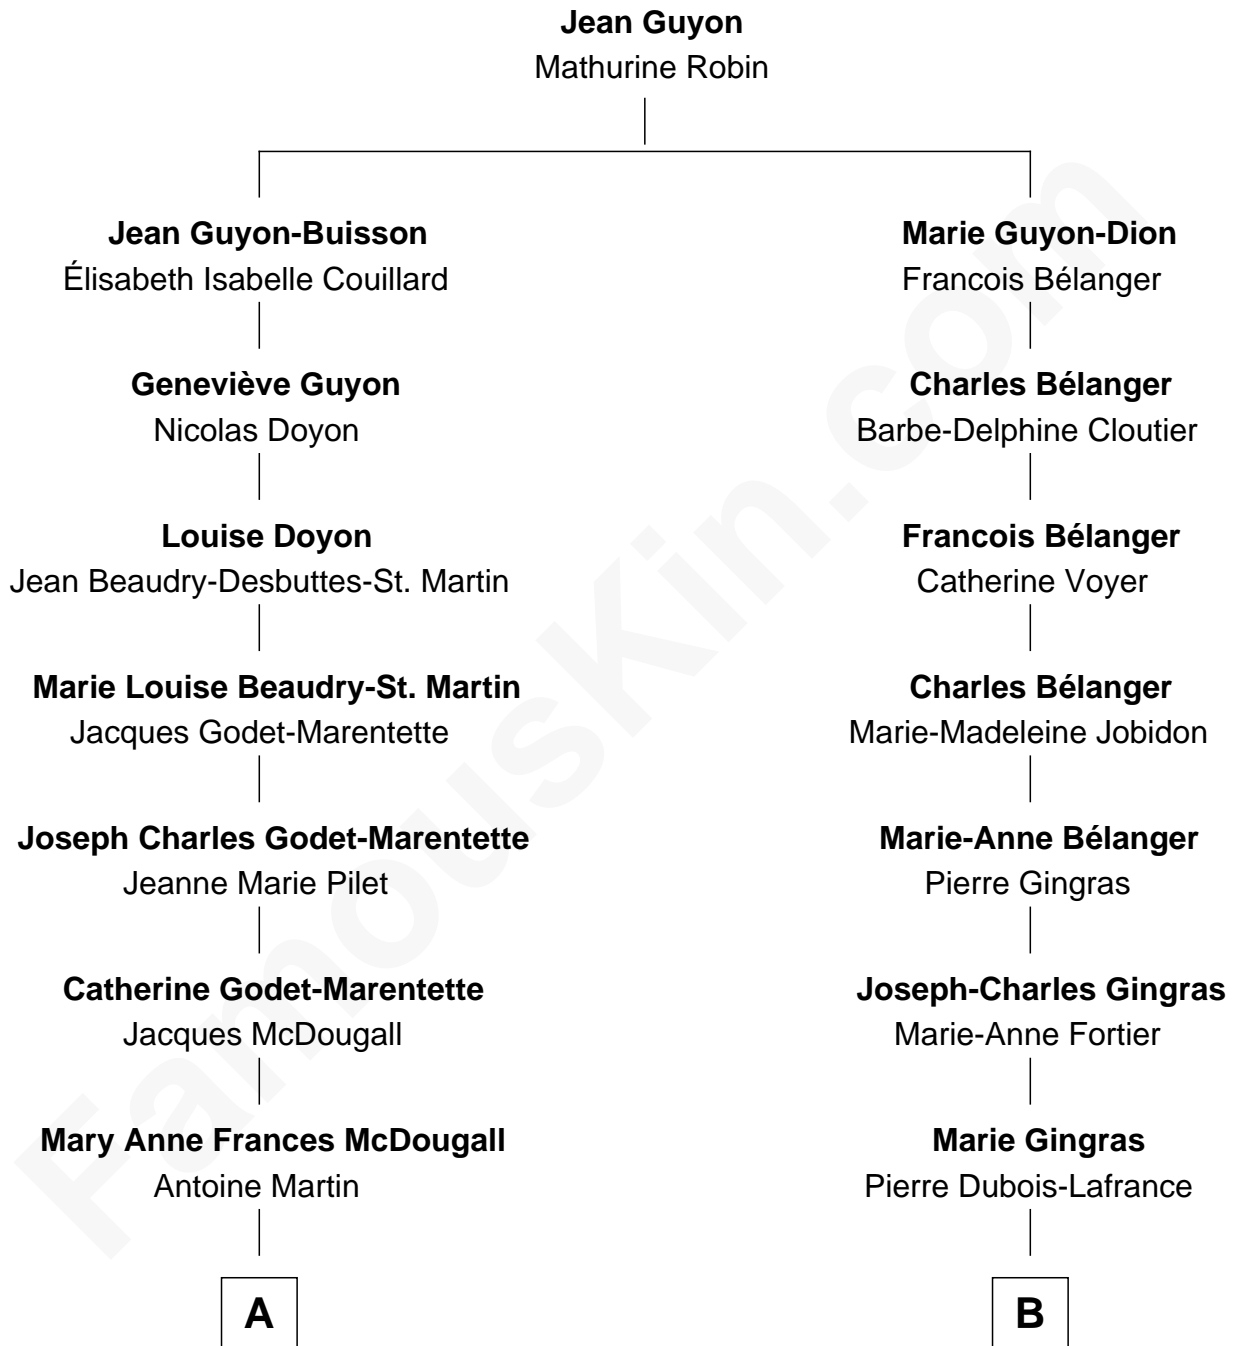 Jean Guyon
Mathurine Robin
Jean Guyon-Buisson
Élisabeth Isabelle Couillard
Geneviève Guyon
Nicolas Doyon
Louise Doyon
Jean Beaudry-Desbuttes-St. Martin
Marie Louise Beaudry-St. Martin
Jacques Godet-Marentette
Joseph Charles Godet-Marentette
Jeanne Marie Pilet
Catherine Godet-Marentette
Jacques McDougall
Mary Anne Frances McDougall
Antoine Martin
A
Marie Guyon-Dion
Francois Bélanger
Charles Bélanger
Barbe-Delphine Cloutier
Francois Bélanger
Catherine Voyer
Charles Bélanger
Marie-Madeleine Jobidon
Marie-Anne Bélanger
Pierre Gingras
Joseph-Charles Gingras
Marie-Anne Fortier
Marie Gingras
Pierre Dubois-Lafrance
B
FamousKin.com